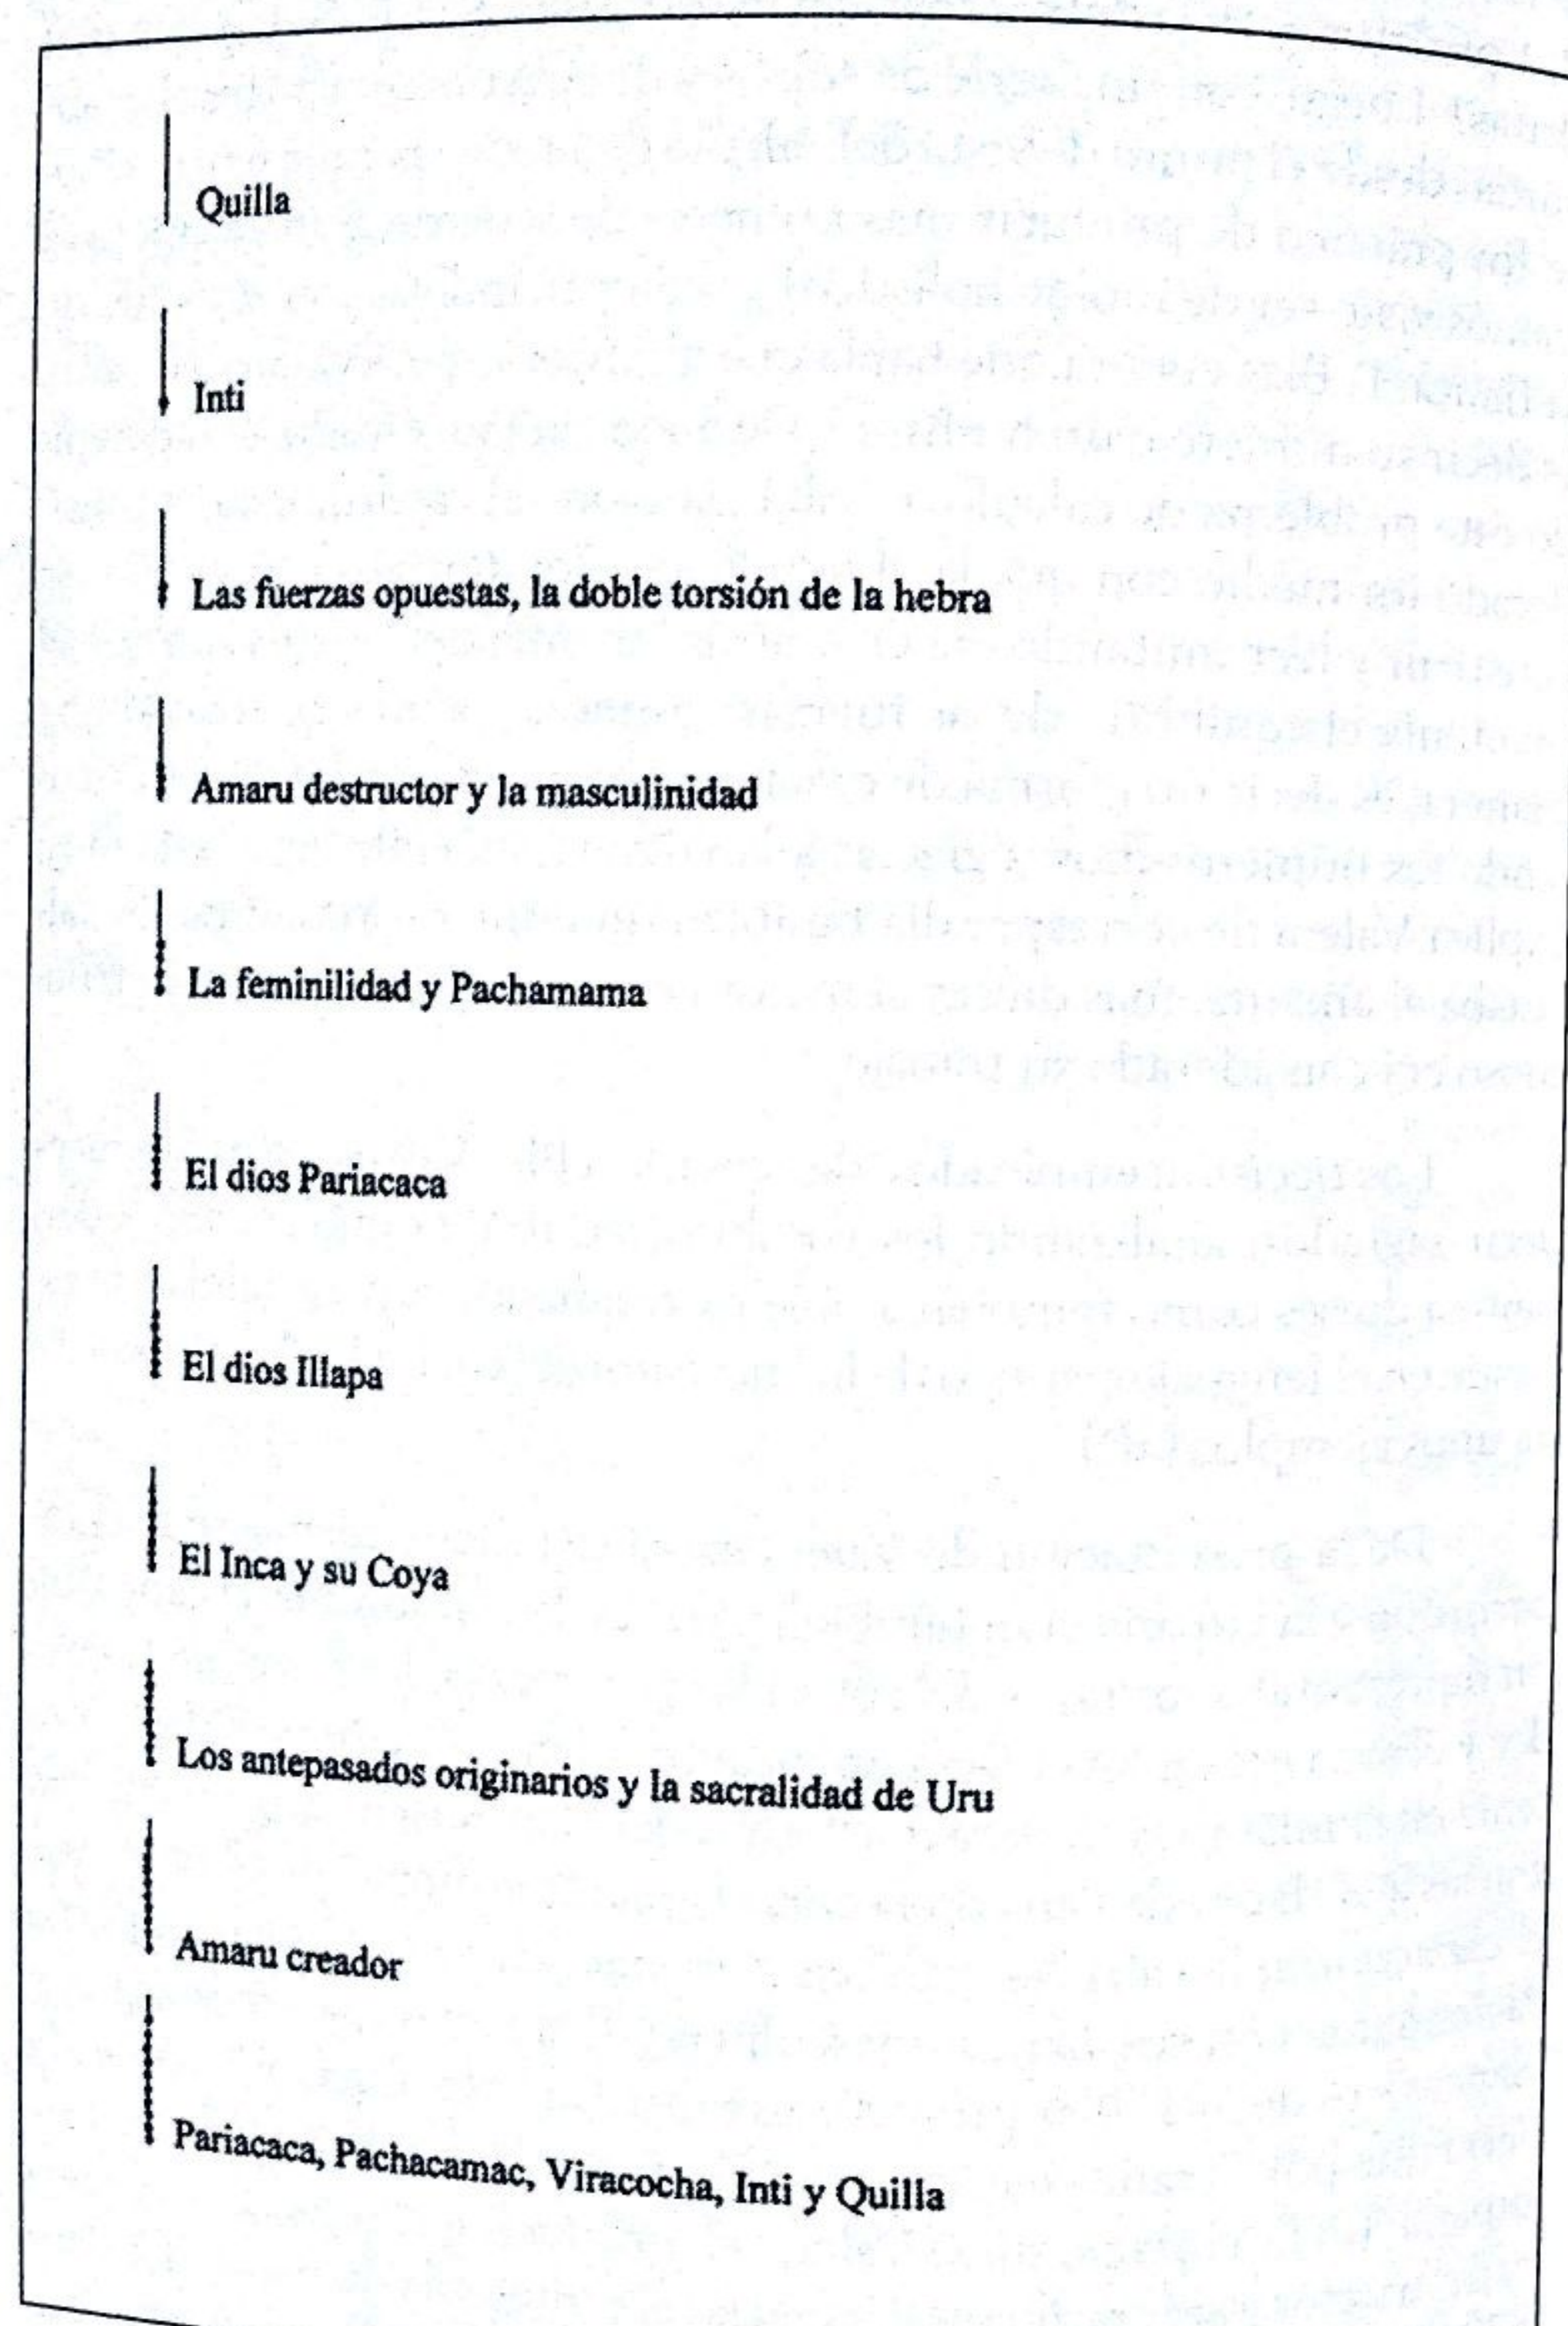 Quilla
Inti
Las fuerzas opuestas, la doble torsión de la hebra
Amaru destructor y la masculinidad
La feminilidad y Pachamama
El dios Pariacaca
El dios Illapa
El Inca y su Coya
Los antepasados originarios y la sacralidad de Uru
Amaru creador
Pariacaca, Pachacamac, Viracocha, Inti y Quilla